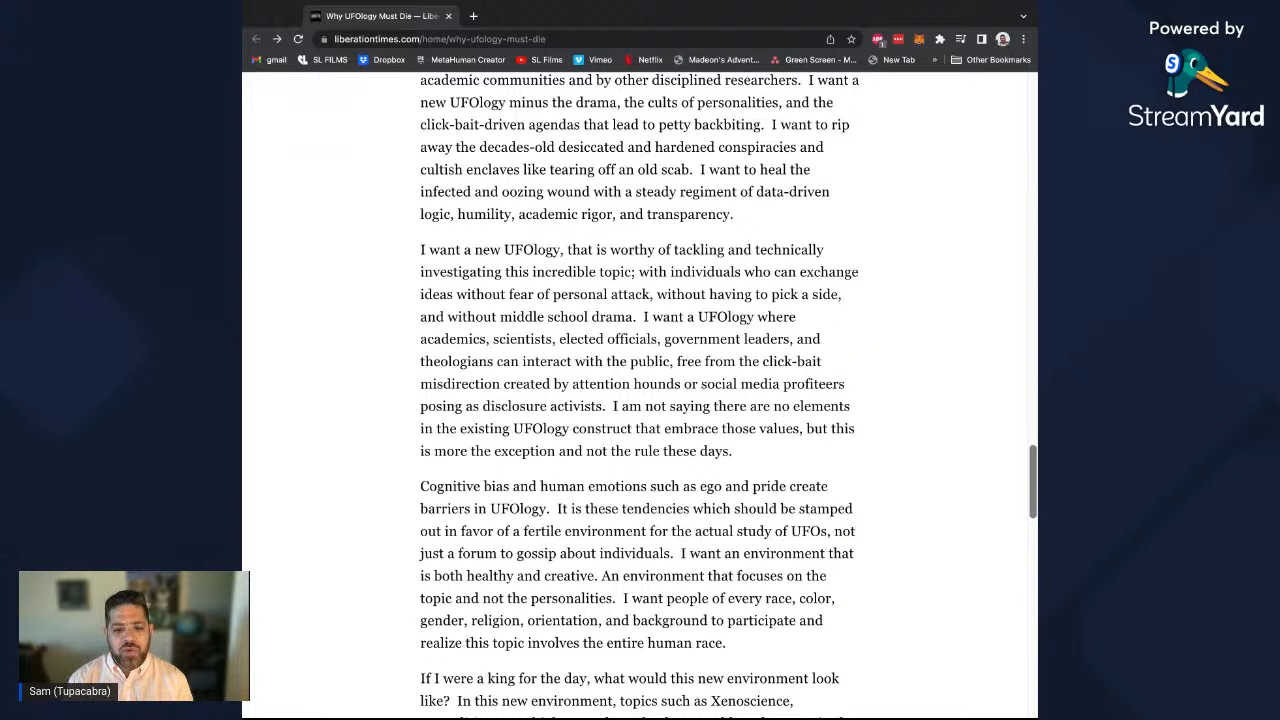 Why UFOlogy Must Die — Liber
Powered by
liberationtimes.com/home/why-ufology-must-die
gmail
SL FILMS
Dropbox
MetaHuman Creator
SL Films
Vimeo
Netflix
Madeon's Advent...
Green Screen - M...
New Tab
»
Other Bookmarks
StreamYard
academic communities and by other disciplined researchers. I want a
new UFOlogy minus the drama, the cults of personalities, and the
click-bait-driven agendas that lead to petty backbiting. I want to rip
away the decades-old desiccated and hardened conspiracies and
cultish enclaves like tearing off an old scab. I want to heal the
infected and oozing wound with a steady regiment of data-driven
logic, humility, academic rigor, and transparency.
I want a new UFOlogy, that is worthy of tackling and technically
investigating this incredible topic; with individuals who can exchange
ideas without fear of personal attack, without having to pick a side,
and without middle school drama. I want a UFOlogy where
academics, scientists, elected officials, government leaders, and
theologians can interact with the public, free from the click-bait
misdirection created by attention hounds or social media profiteers
posing as disclosure activists. I am not saying there are no elements
in the existing UFOlogy construct that embrace those values, but this
is more the exception and not the rule these days.
Cognitive bias and human emotions such as ego and pride create
barriers in UFOlogy. It is these tendencies which should be stamped
out in favor of a fertile environment for the actual study of UFOs, not
just a forum to gossip about individuals. I want an environment that
is both healthy and creative. An environment that focuses on the
topic and not the personalities. I want people of every race, color,
gender, religion, orientation, and background to participate and
realize this topic involves the entire human race.
If I were a king for the day, what would this new environment look
like? In this new environment, topics such as Xenoscience,
Sam (Tupacabra)